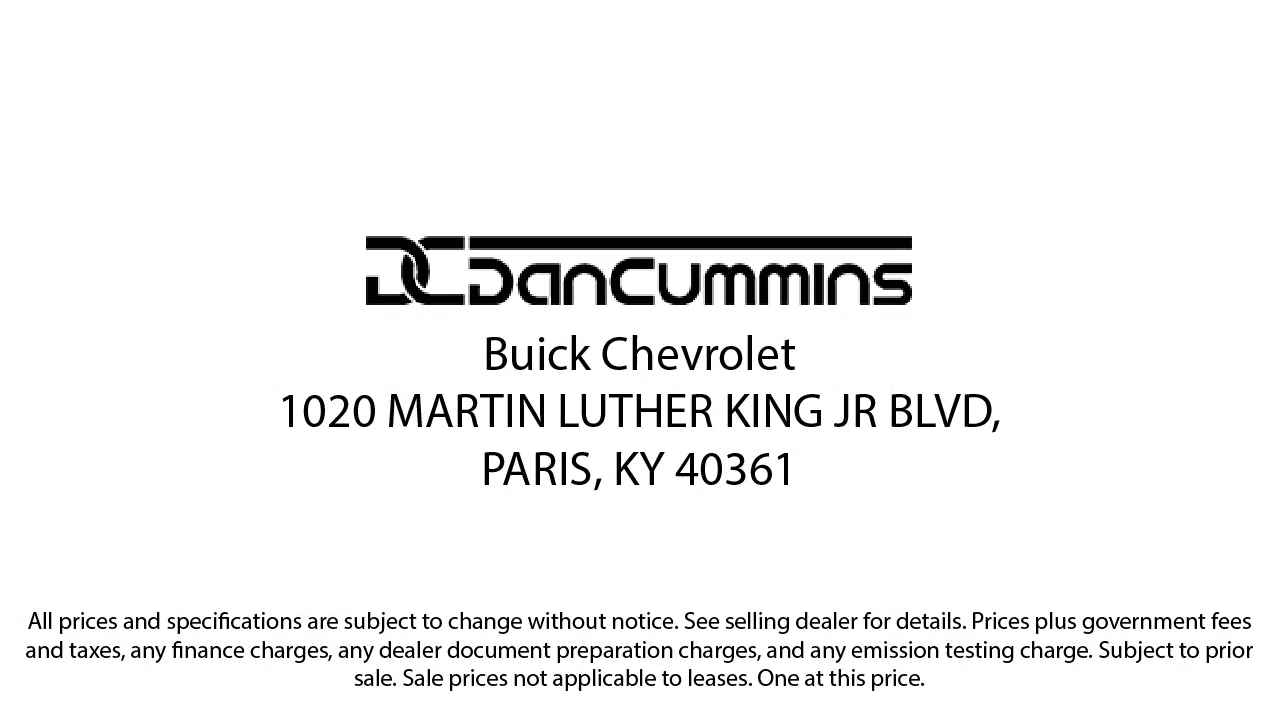 DC DanCummins
Buick Chevrolet
1020 MARTIN LUTHER KING JR BLVD,
PARIS, KY 40361
All prices and specifications are subject to change without notice. See selling dealer for details. Prices plus government fees
and taxes, any finance charges, any dealer document preparation charges, and any emission testing charge. Subject to prior
sale. Sale prices not applicable to leases. One at this price.